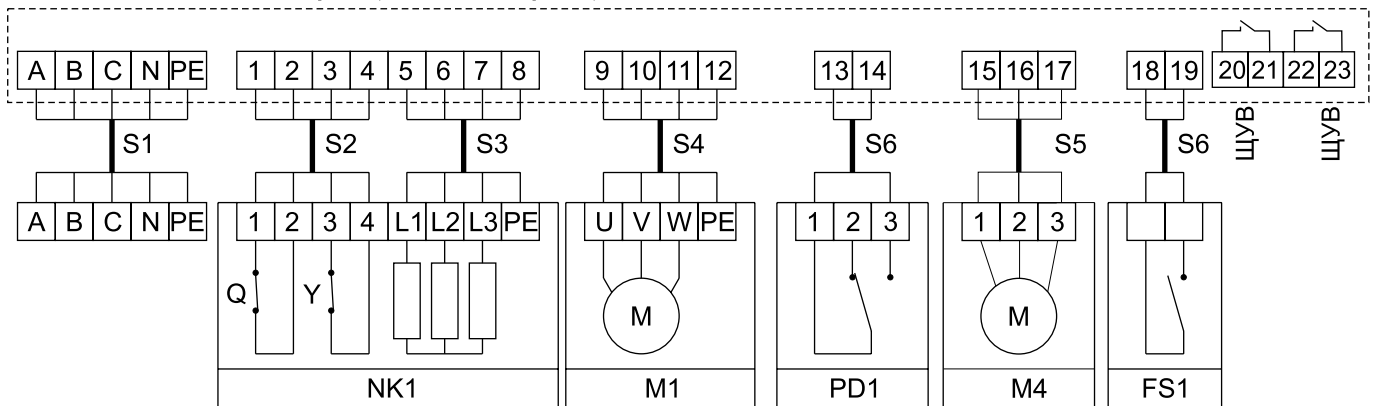 A B C N PE 1 2 3 4 5 6 7 8 9 10 11 12 13 14 15 16 17 18 19 20 21 22 23
ЩУВ ЩУВ
S1 S2 S3 S4 S6 S5 S6
A B C N PE 1 2 3 4 L1 L2 L3 PE U V W PE 1 2 3 1 2 3
Q Y M M
NK1 M1 PD1 M4 FS1